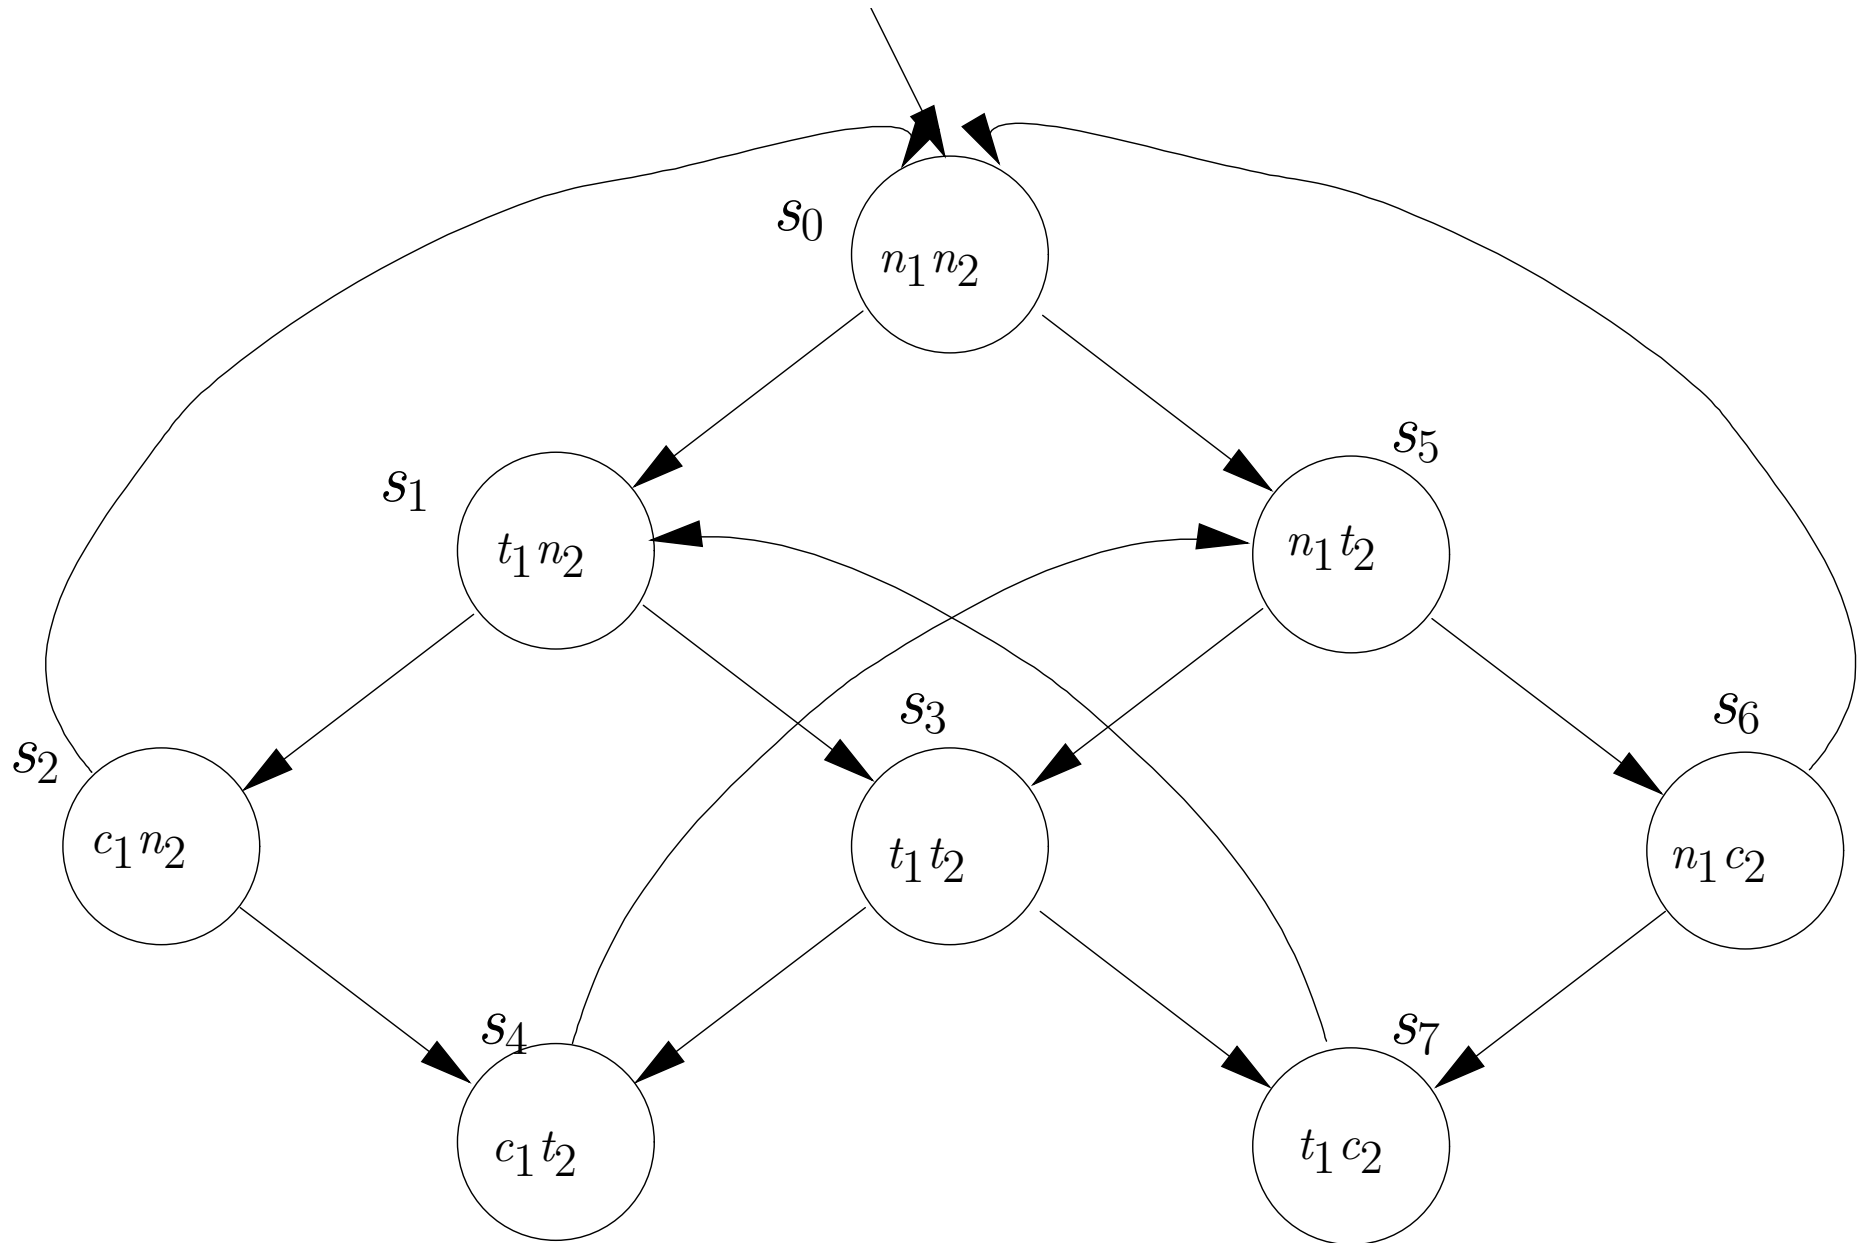 s₀
n₁n₂
s₁
t₁n₂
s₅
n₁t₂
s₂
c₁n₂
s₃
t₁t₂
s₆
n₁c₂
s₄
c₁t₂
s₇
t₁c₂